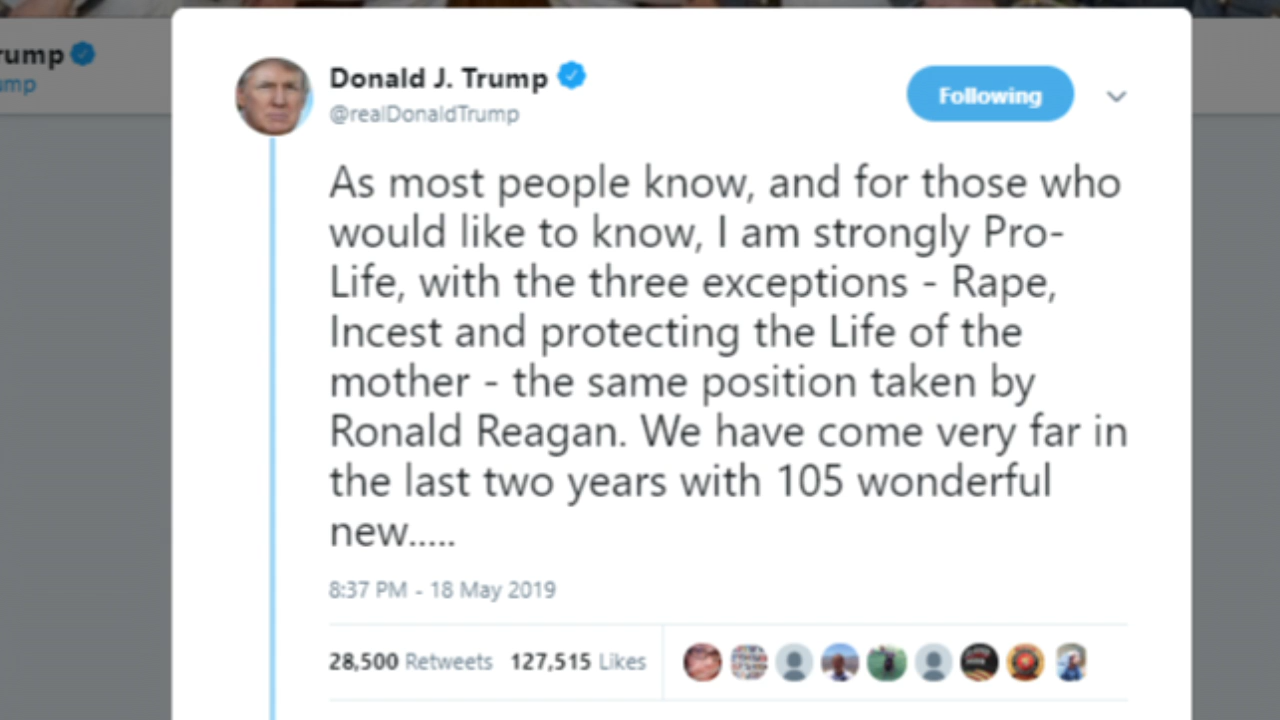 rump
mp
Donald J. Trump
@realDonaldTrump
Following
As most people know, and for those who
would like to know, I am strongly Pro-
Life, with the three exceptions - Rape,
Incest and protecting the Life of the
mother - the same position taken by
Ronald Reagan. We have come very far in
the last two years with 105 wonderful
new.....
8:37 PM - 18 May 2019
28,500 Retweets 127,515 Likes